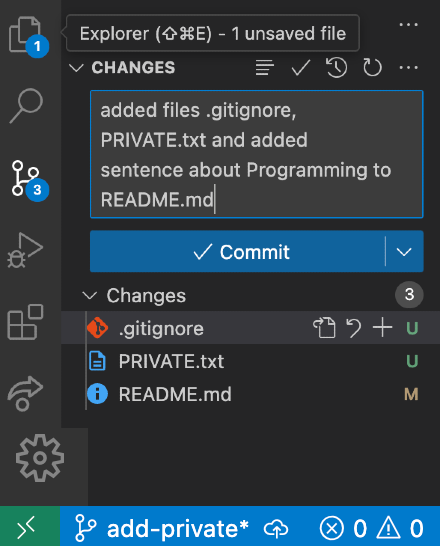 Explorer (⇧⌘E) - 1 unsaved file
1
CHANGES
added files .gitignore,
PRIVATE.txt and added
sentence about Programming to
README.md
3
Commit
Changes 3
.gitignore U
PRIVATE.txt U
README.md M
add-private* 0 0